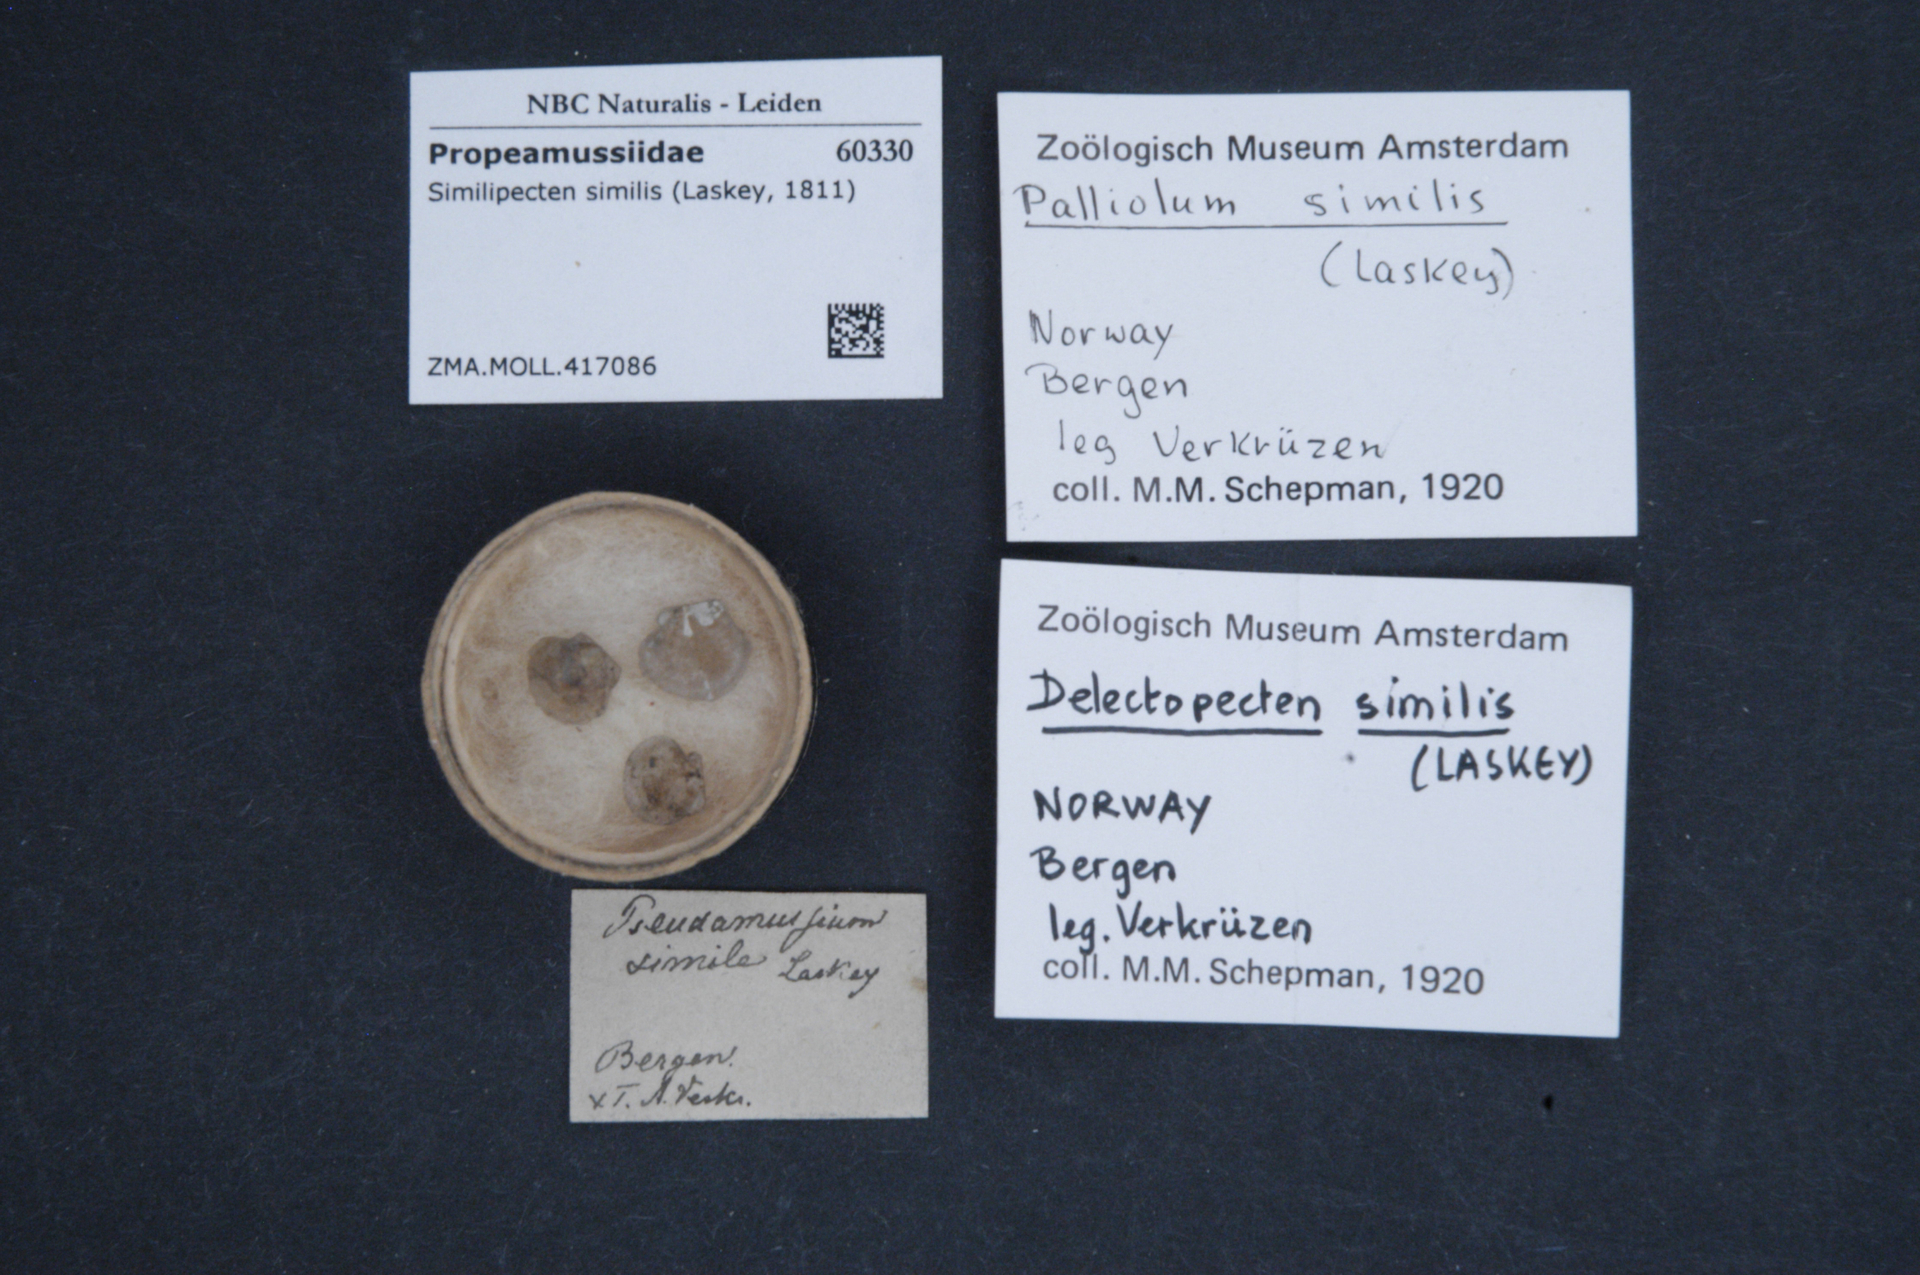 NBC Naturalis - Leiden
Propeamussiidae 60330
Similipecten similis (Laskey, 1811)
ZMA.MOLL.417086
Zoölogisch Museum Amsterdam
Palliolum similis
(Laskey)
Norway
Bergen
leg Verkrüzen
coll. M.M. Schepman, 1920
Zoölogisch Museum Amsterdam
Delectopecten similis
(LASKEY)
NORWAY
Bergen
leg. Verkrüzen
coll. M.M. Schepman, 1920
Pseudamussium
simile Laskey
Bergen.
T. A. Verkr.